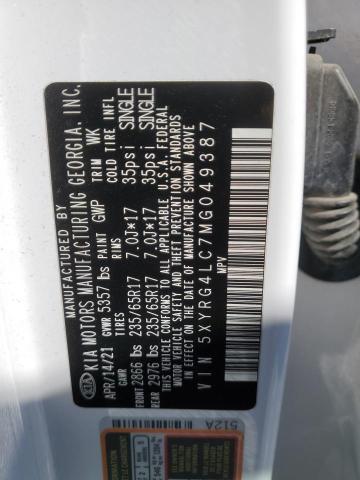 MANUFACTURED BY
KIA KIA MOTORS MANUFACTURING GEORGIA, INC.
APR/14/21 PAINT GWP TRIM WK
GVWR 5357 lbs
GAWR RIMS COLD TIRE INFL
FRONT 2866 lbs 235/65R17 7.0J*17 35psi SINGLE
REAR 2976 lbs 235/65R17 7.0J*17 35psi SINGLE
THIS VEHICLE CONFORMS TO ALL APPLICABLE U.S.A. FEDERAL
MOTOR VEHICLE SAFETY AND THEFT PREVENTION STANDARDS
IN EFFECT ON THE DATE OF MANUFACTURE SHOWN ABOVE.
VIN 5XYRG4LC7MG049387
MPV
512A